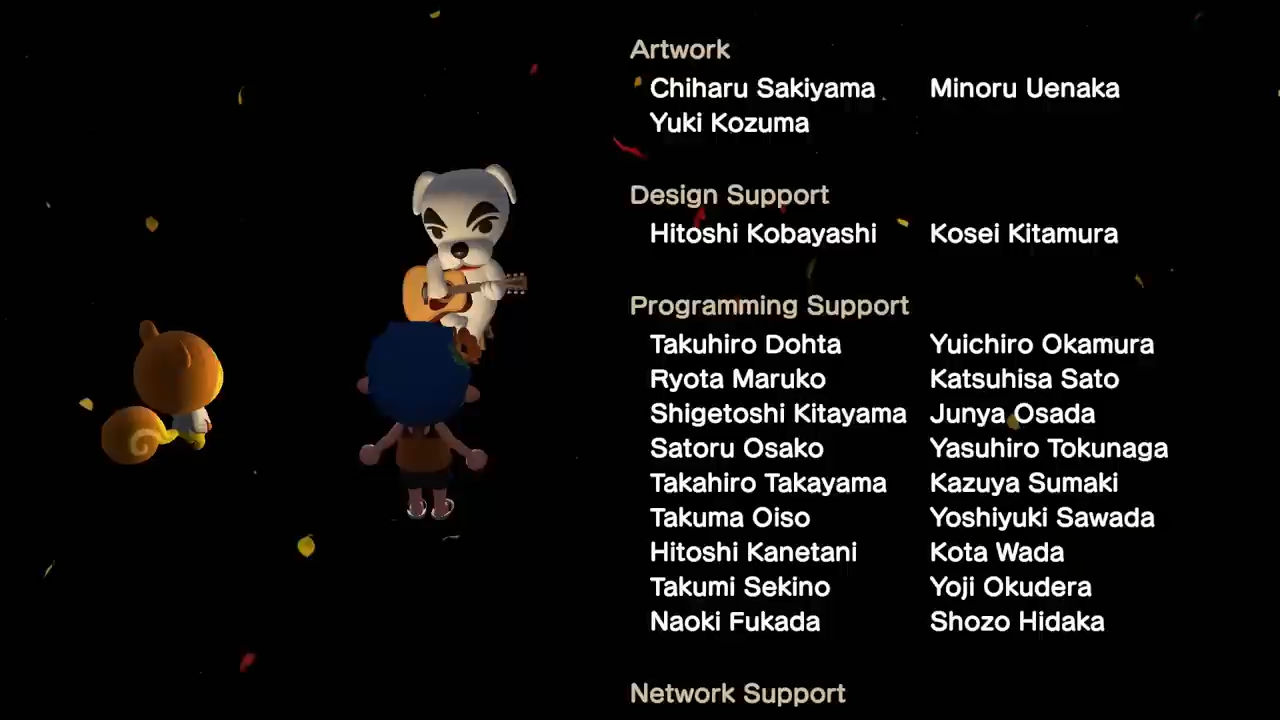 Artwork
Chiharu Sakiyama Minoru Uenaka
Yuki Kozuma
Design Support
Hitoshi Kobayashi Kosei Kitamura
Programming Support
Takuhiro Dohta Yuichiro Okamura
Ryota Maruko Katsuhisa Sato
Shigetoshi Kitayama Junya Osada
Satoru Osako Yasuhiro Tokunaga
Takahiro Takayama Kazuya Sumaki
Takuma Oiso Yoshiyuki Sawada
Hitoshi Kanetani Kota Wada
Takumi Sekino Yoji Okudera
Naoki Fukada Shozo Hidaka
Network Support